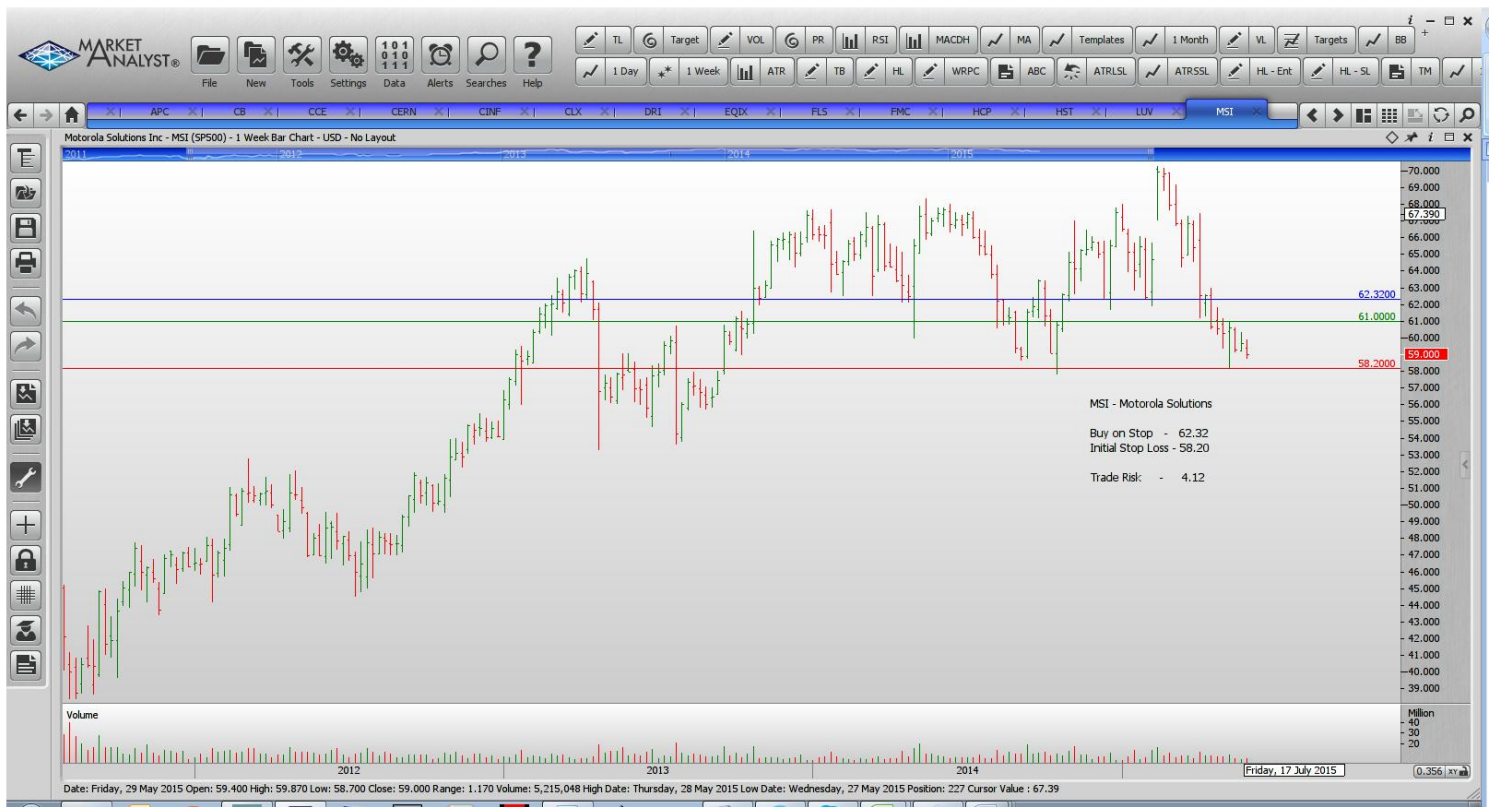 MARKET
ANALYST®
File New Tools Settings Data Alerts Searches Help
TL Target VOL PR RSI MACDH MA Templates 1 Month VL Targets BB
1 Day 1 Week ATR TB HL WRPC ABC ATRLSL ATRSSL HL - Ent HL - SL TM
APC CB CCE CERN CINF CLX DRI EQIX FLS FMC HCP HST LUV MSI
Motorola Solutions Inc - MSI (SP500) - 1 Week Bar Chart - USD - No Layout
2011 2012 2013 2014 2015
70.000
69.000
68.000
67.390
66.000
65.000
64.000
63.000
62.3200
62.000
61.0000
61.000
60.000
59.000
58.2000
58.000
57.000
56.000
55.000
54.000
53.000
52.000
51.000
50.000
49.000
48.000
47.000
46.000
45.000
44.000
43.000
42.000
41.000
40.000
39.000
MSI - Motorola Solutions
Buy on Stop - 62.32
Initial Stop Loss - 58.20
Trade Risk - 4.12
Volume
Million
40
30
20
2012 2013 2014 Friday, 17 July 2015 0.356 XY
Date: Friday, 29 May 2015 Open: 59.400 High: 59.870 Low: 58.700 Close: 59.000 Range: 1.170 Volume: 5,215,048 High Date: Thursday, 28 May 2015 Low Date: Wednesday, 27 May 2015 Position: 227 Cursor Value : 67.39